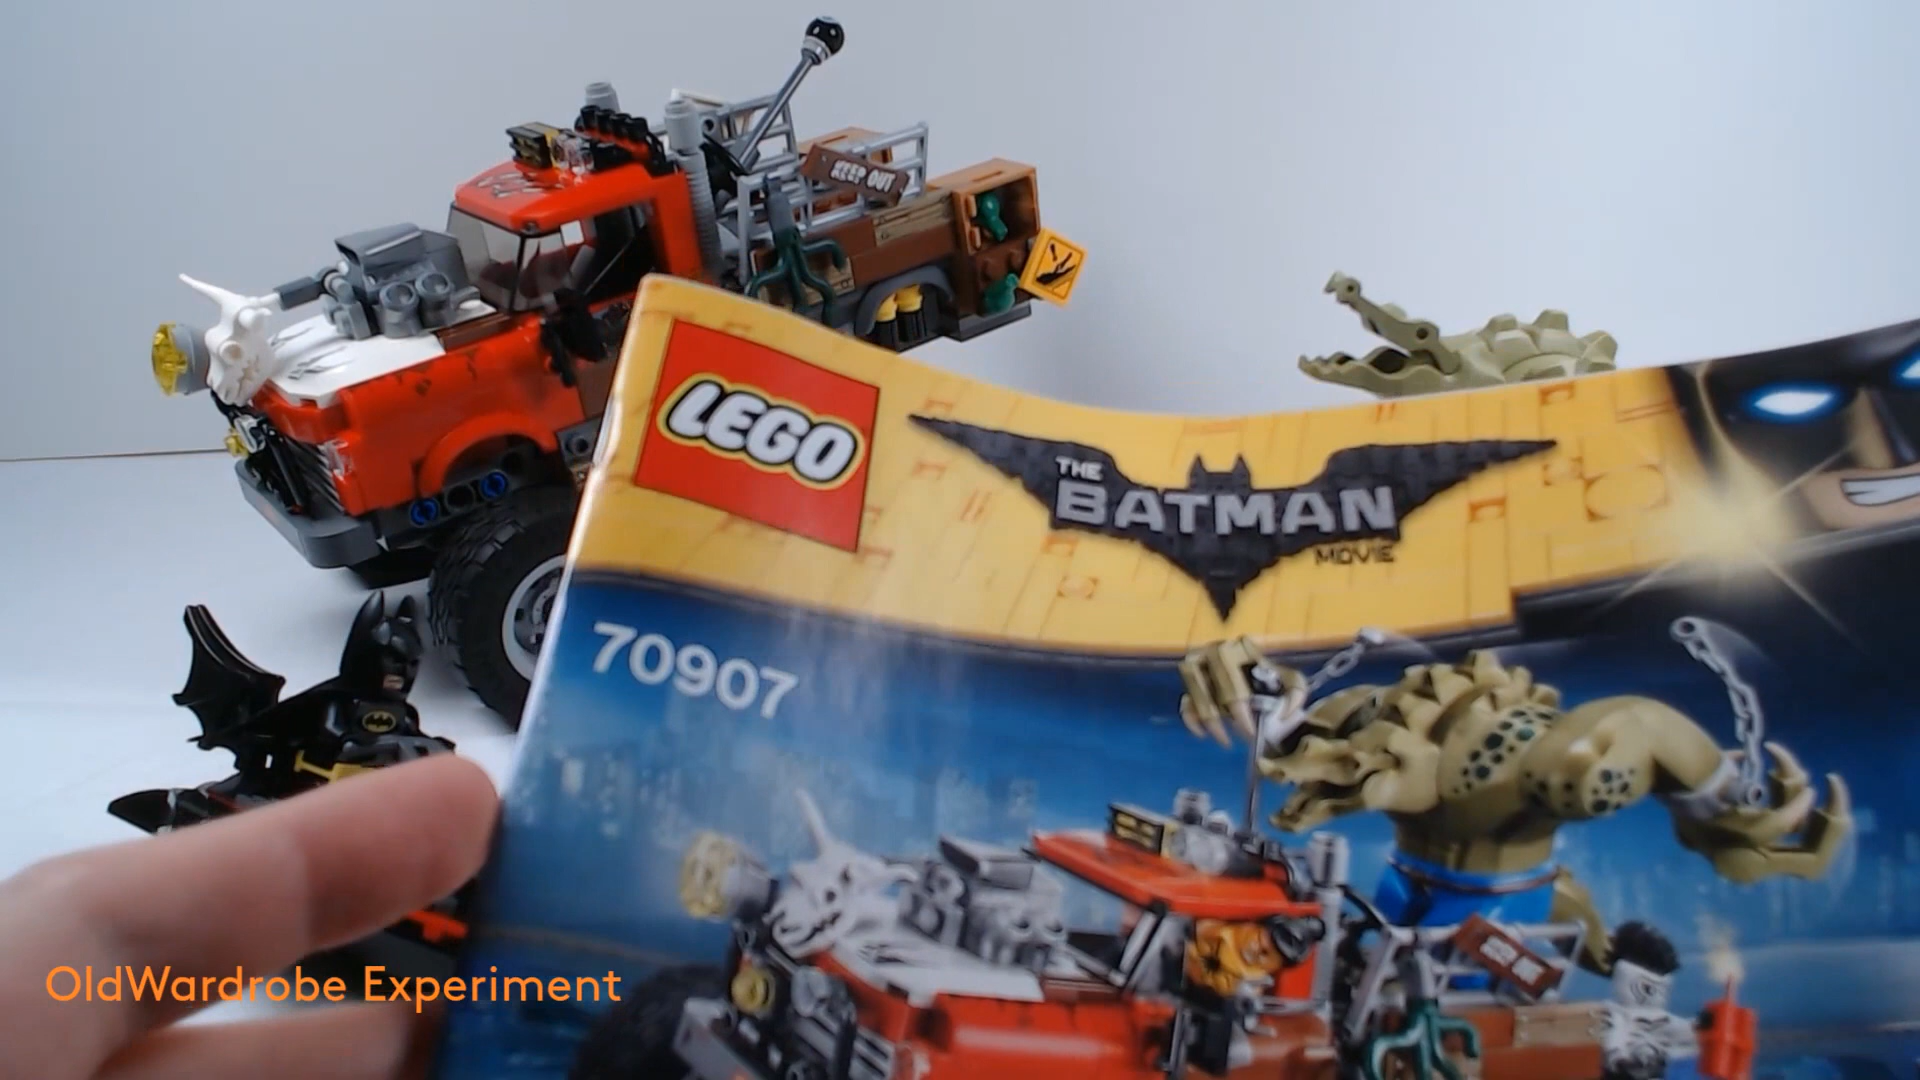 KEEP OUT
LEGO
THE
BATMAN
MOVIE
70907
OldWardrobe Experiment